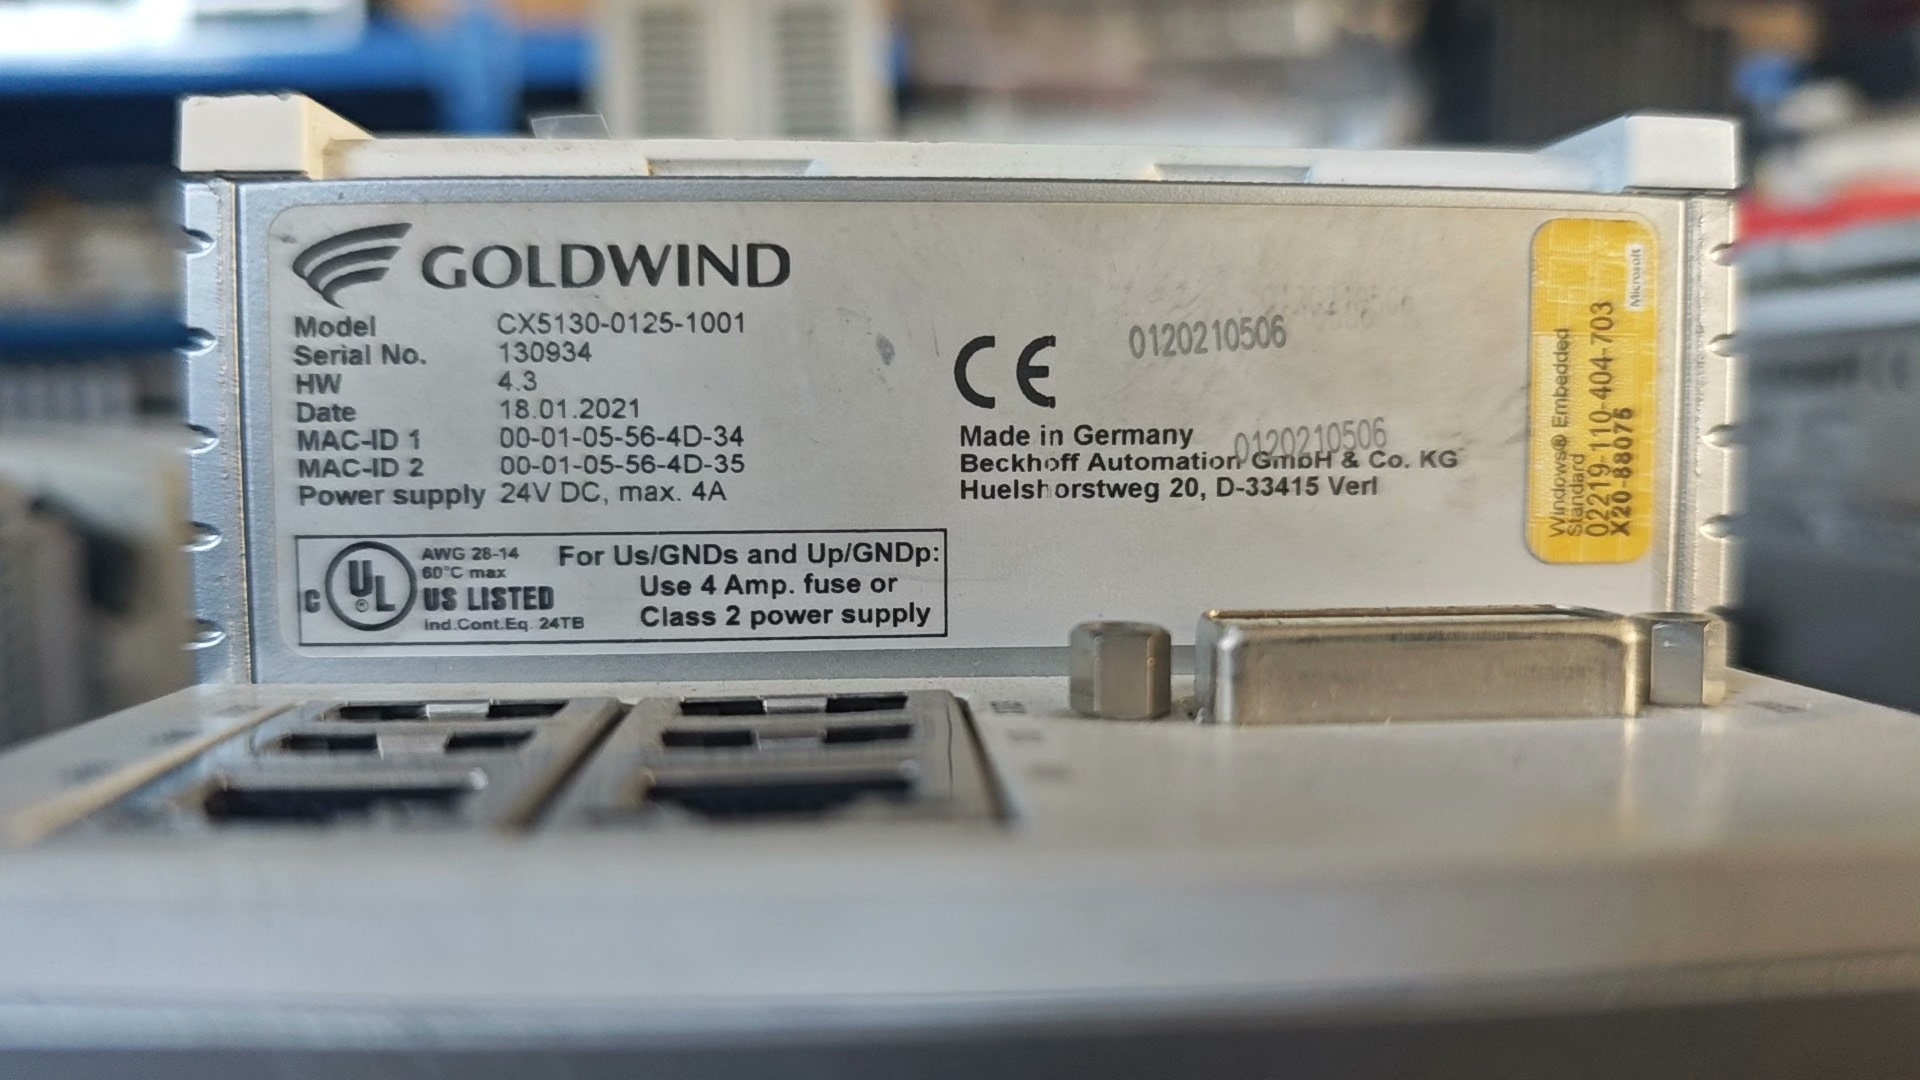 GOLDWIND
Model CX5130-0125-1001
Serial No. 130934
HW 4.3
Date 18.01.2021
MAC-ID 1 00-01-05-56-4D-34
MAC-ID 2 00-01-05-56-4D-35
Power supply 24V DC, max. 4A
C UL US LISTED
AWG 28-14
60°C max
Ind.Cont.Eq. 24TB
For Us/GNDs and Up/GNDp:
Use 4 Amp. fuse or
Class 2 power supply
CE
0120210506
Made in Germany
0120210506
Beckhoff Automation GmbH & Co. KG
Huelshorstweg 20, D-33415 Verl
Windows® Embedded
Standard
02219-110-404-703
X20-88075
Microsoft